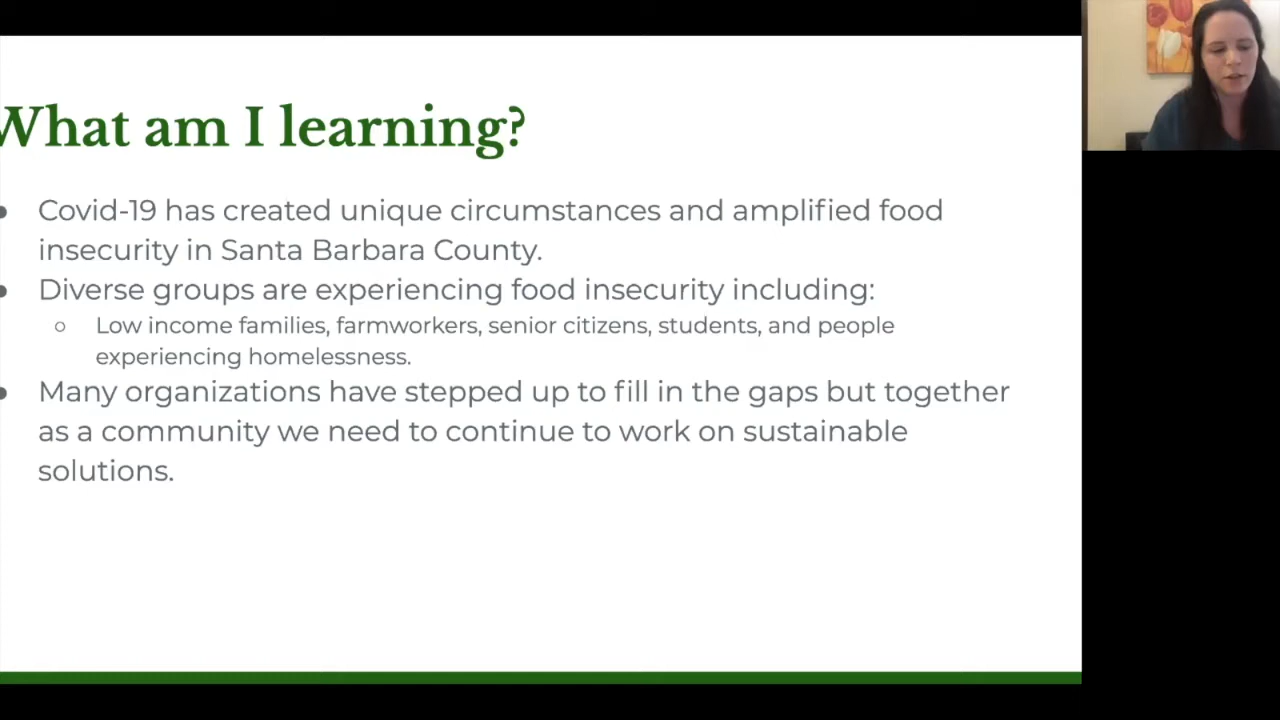 What am I learning?
• Covid-19 has created unique circumstances and amplified food
insecurity in Santa Barbara County.
• Diverse groups are experiencing food insecurity including:
○ Low income families, farmworkers, senior citizens, students, and people
experiencing homelessness.
• Many organizations have stepped up to fill in the gaps but together
as a community we need to continue to work on sustainable
solutions.